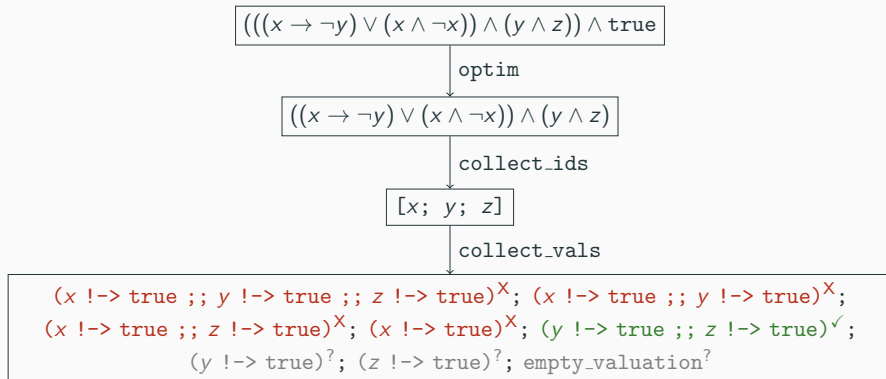 (((x → ¬y) ∨ (x ∧ ¬x)) ∧ (y ∧ z)) ∧ true
optim
((x → ¬y) ∨ (x ∧ ¬x)) ∧ (y ∧ z)
collect_ids
[x; y; z]
collect_vals
(x !-> true ;; y !-> true ;; z !-> true)✗; (x !-> true ;; y !-> true)✗;
(x !-> true ;; z !-> true)✗; (x !-> true)✗; (y !-> true ;; z !-> true)✓;
(y !-> true)?; (z !-> true)?; empty_valuation?